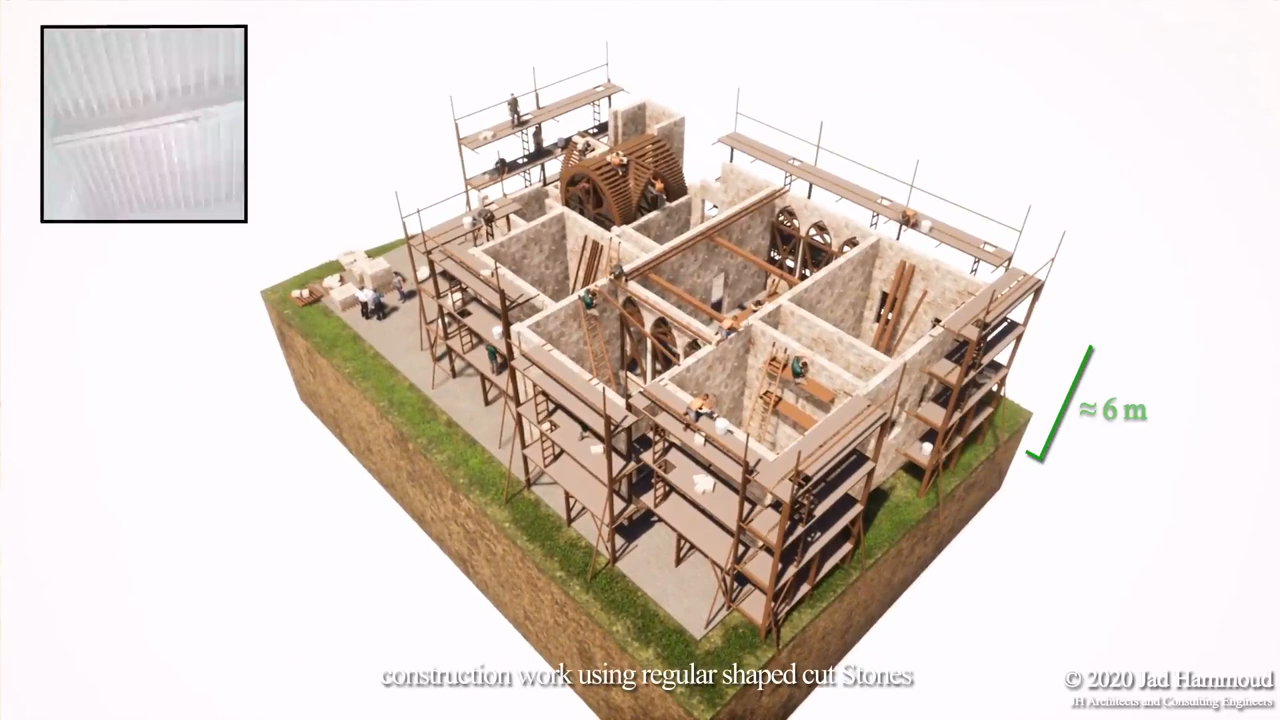 ≈ 6 m
construction work using regular shaped cut Stones
© 2020 Jad Hammoud
JH Architects and Consulting Engineers